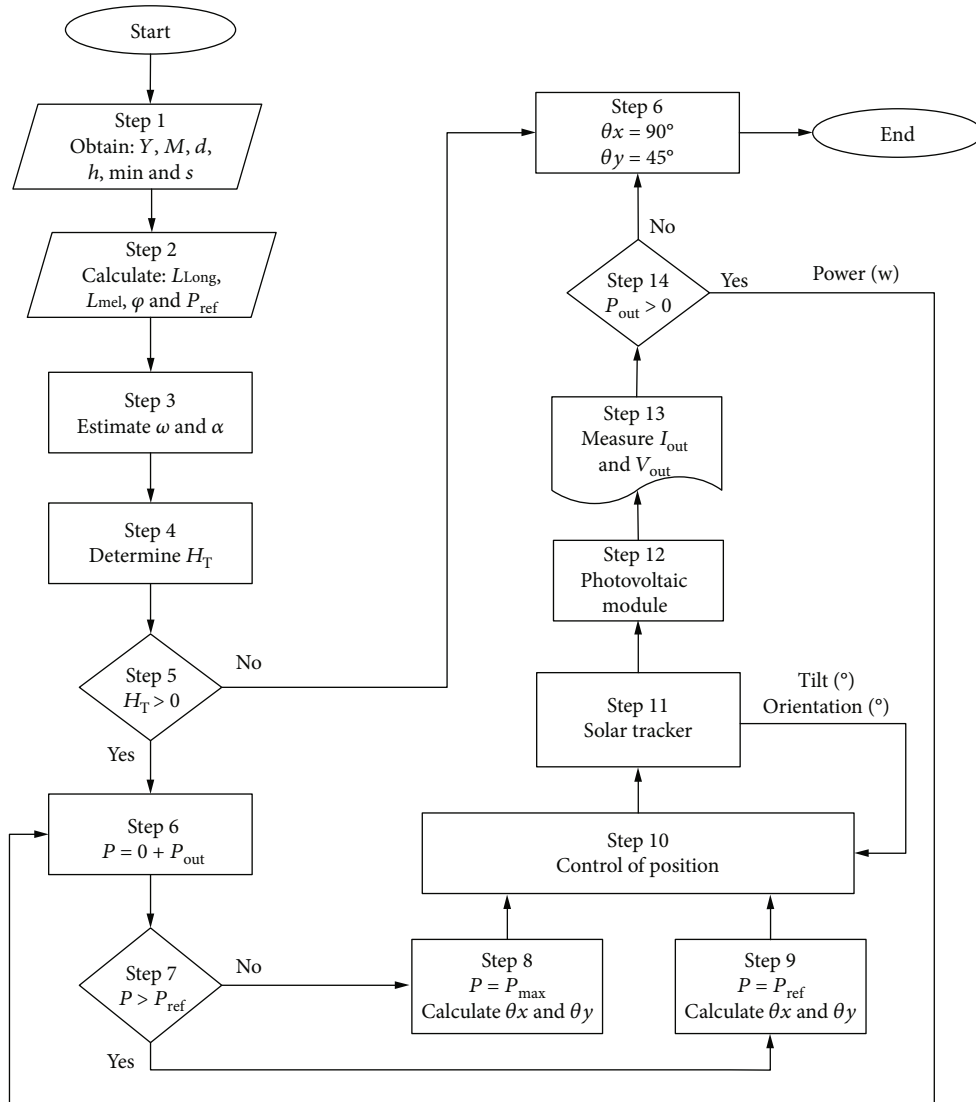 Start
Step 1
Obtain: Y, M, d,
h, min and s
Step 2
Calculate: LLong,
Lmel, φ and Pref
Step 3
Estimate ω and α
Step 4
Determine HT
Step 5
HT > 0
No
Yes
Step 6
P = 0 + Pout
Step 7
P > Pref
No
Yes
Step 8
P = Pmax
Calculate θx and θy
Step 9
P = Pref
Calculate θx and θy
Step 10
Control of position
Step 11
Solar tracker
Tilt (°)
Orientation (°)
Step 12
Photovoltaic
module
Step 13
Measure Iout
and Vout
Step 14
Pout > 0
No
Yes
Power (w)
Step 6
θx = 90°
θy = 45°
End